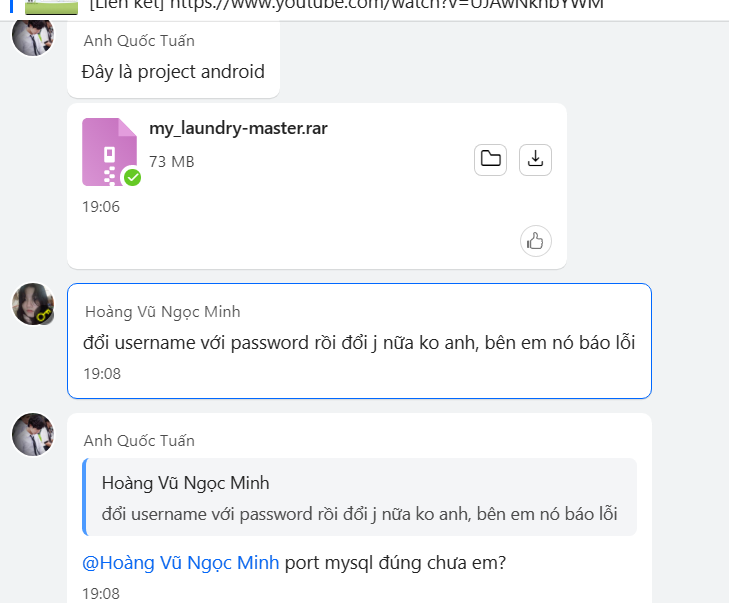 [Liên kết] https://www.youtube.com/watch?v=
Anh Quốc Tuấn
Đây là project android
my_laundry-master.rar
73 MB
19:06
Hoàng Vũ Ngọc Minh
đổi username với password rồi đổi j nữa ko anh, bên em nó báo lỗi
19:08
Anh Quốc Tuấn
Hoàng Vũ Ngọc Minh
đổi username với password rồi đổi j nữa ko anh, bên em nó báo lỗi
@Hoàng Vũ Ngọc Minh port mysql đúng chưa em?
19:08